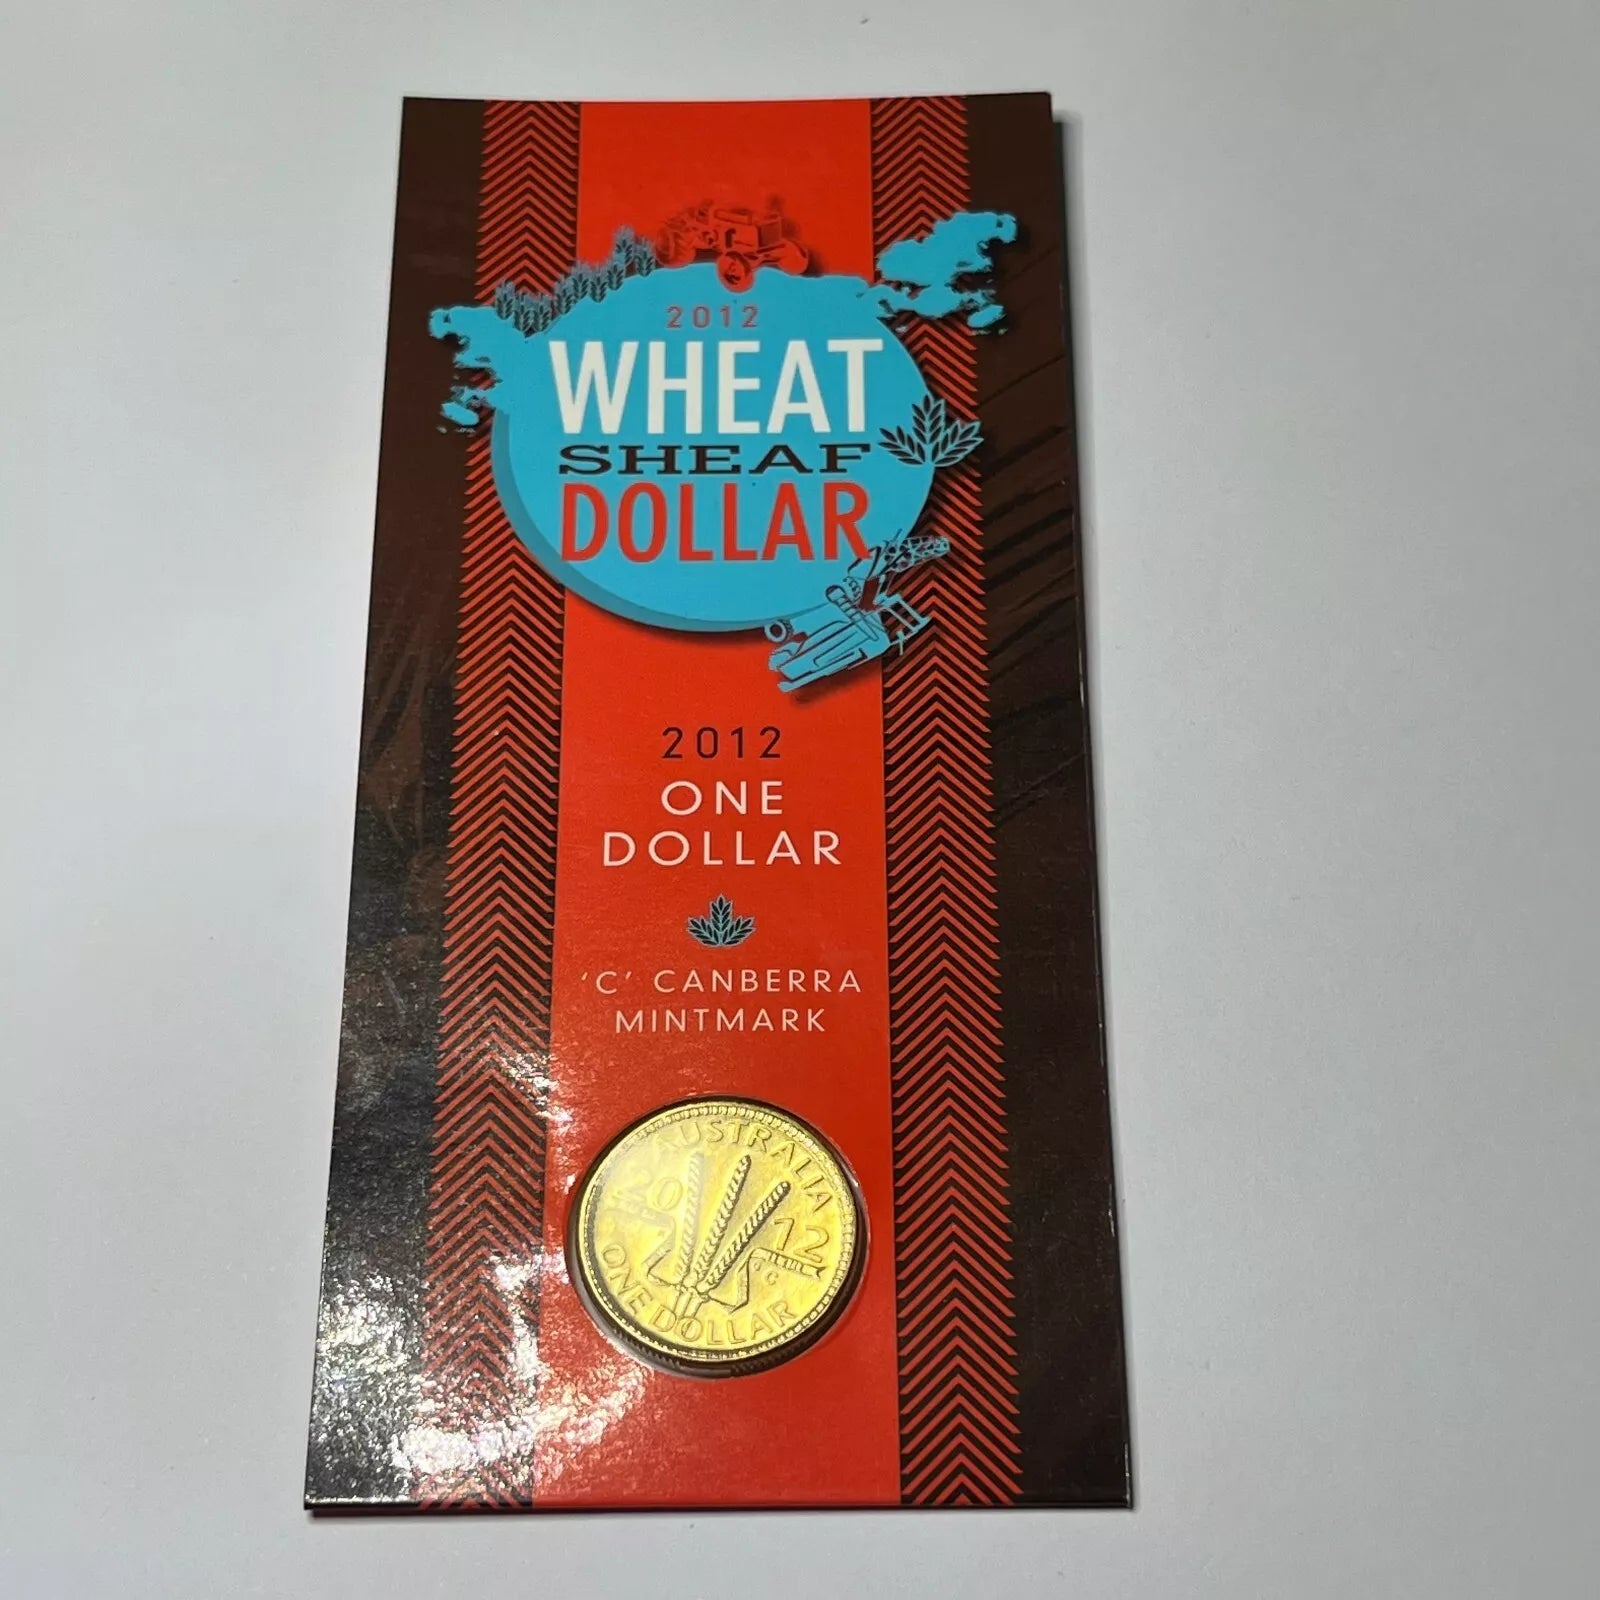 2012
WHEAT
SHEAF
DOLLAR
2012
ONE
DOLLAR
'C' CANBERRA
MINTMARK
AUSTRALIA
20 12
C
ONE DOLLAR